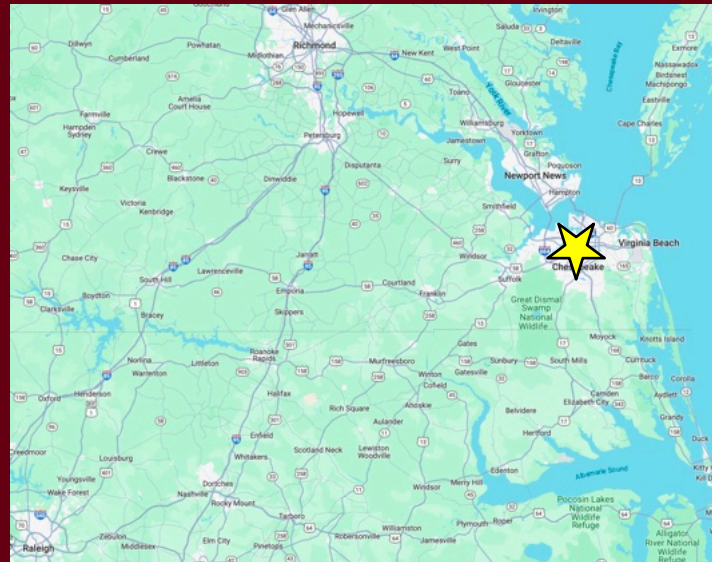 Glen Allen
Irvington
Mechanicsville
Saluda
Deltaville
Exmore
Dillwyn
Powhatan
Richmond
New Kent
West Point
Cumberland
Midlothian
Nassawadox
Birdsnest
Machipongo
Gloucester
Eastville
Chesapeake Bay
Toano
York River
Amelia
Court House
Hopewell
Farmville
Williamsburg
Cape Charles
Hampden
Sydney
Petersburg
Jamestown
Yorktown
Grafton
Crewe
Disputanta
Surry
Poquoson
Keysville
Blackstone
Dinwiddie
Newport News
Hampton
Victoria
Kenbridge
Smithfield
Virginia Beach
Chase City
Jarratt
Windsor
South Hill
Lawrenceville
Suffolk
Boydton
Courtland
Emporia
Franklin
Clarksville
Bracey
Skippers
Great Dismal
Swamp
National
Wildlife
Moyock
Knotts Island
Gates
Norlina
Warrenton
Littleton
Roanoke
Rapids
Murfreesboro
Gatesville
Sunbury
South Mills
Currituck
Winton
Cofield
Barco
Corolla
Oxford
Henderson
Halifax
Rich Square
Ahoskie
Camden
Elizabeth City
Aydlett
Belvidere
Grandy
Aulander
Enfield
Hertford
Duck
Creedmoor
Louisburg
Whitakers
Scotland Neck
Lewiston
Woodville
Edenton
Albemarle Sound
Kitty
Kill D
Youngsville
Wake Forest
Dortches
Nashville
Rocky Mount
Windsor
Merry Hill
Pocosin Lakes
National
Wildlife
Refuge
Tarboro
Williamston
Plymouth
Roper
Raleigh
Zebulon
Middlesex
Elm City
Pinetops
Robersonville
Jamesville
Alligator
River National
Wildlife
Refuge